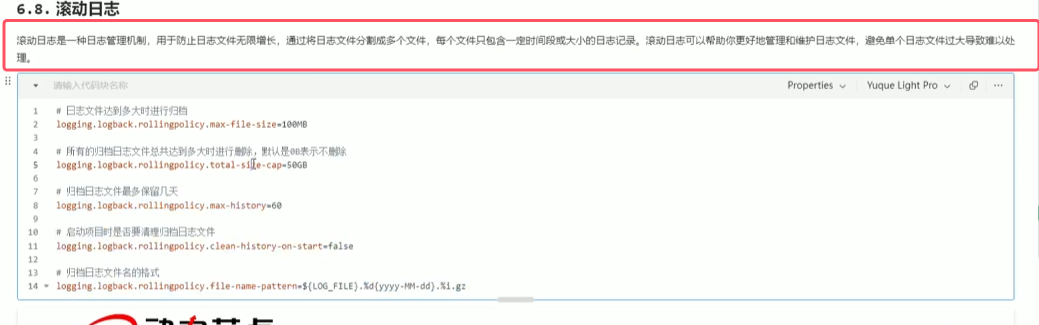 6.8. 滚动日志
滚动日志是一种日志管理机制，用于防止日志文件无限增长，通过将日志文件分割成多个文件，每个文件只包含一定时间段或大小的日志记录。滚动日志可以帮助你更好地管理和维护日志文件，避免单个日志文件过大导致难以处
理。
请输入代码块名称 Properties Yuque Light Pro
1 # 日志文件达到多大时进行归档
2 logging.logback.rollingpolicy.max-file-size=100MB
3
4 # 所有的归档日志文件总共达到多大时进行删除，默认是0B表示不删除
5 logging.logback.rollingpolicy.total-size-cap=50GB
6
7 # 归档日志文件最多保留几天
8 logging.logback.rollingpolicy.max-history=60
9
10 # 启动项目时是否要清理归档日志文件
11 logging.logback.rollingpolicy.clean-history-on-start=false
12
13 # 归档日志文件名的格式
14 logging.logback.rollingpolicy.file-name-pattern=${LOG_FILE}.%d{yyyy-MM-dd}.%i.gz